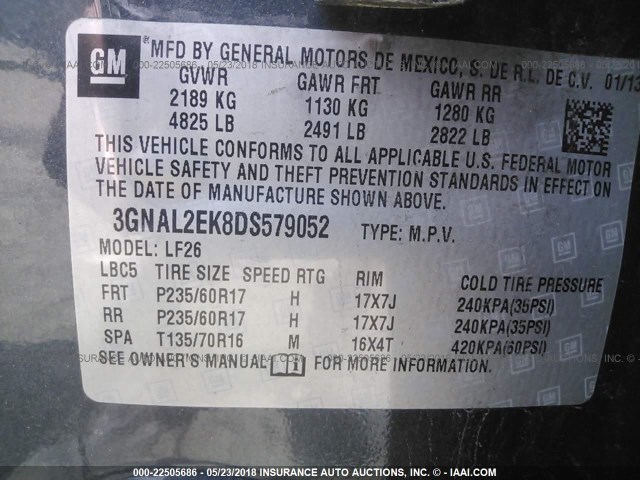 GM ® MFD BY GENERAL MOTORS DE MEXICO, S. DE R.L. DE C.V. 01/13
GVWR GAWR FRT GAWR RR
2189 KG 1130 KG 1280 KG
4825 LB 2491 LB 2822 LB
THIS VEHICLE CONFORMS TO ALL APPLICABLE U.S. FEDERAL MOTOR
VEHICLE SAFETY AND THEFT PREVENTION STANDARDS IN EFFECT ON
THE DATE OF MANUFACTURE SHOWN ABOVE.
3GNAL2EK8DS579052 TYPE: M.P.V.
MODEL: LF26
LBC5 TIRE SIZE SPEED RTG RIM COLD TIRE PRESSURE
FRT P235/60R17 H 17X7J 240KPA(35PSI)
RR P235/60R17 H 17X7J 240KPA(35PSI)
SPA T135/70R16 M 16X4T 420KPA(60PSI)
SEE OWNER'S MANUAL i FOR MORE INFORMATION.
000-22505686 - 05/23/2018 INSURANCE AUTO AUCTIONS, INC. - IAAI.COM